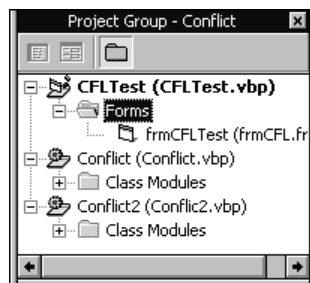 Project Group - Conflict
CFLTest (CFLTest.vbp)
Forms
frmCFLTest (frmCFL.fr
Conflict (Conflict.vbp)
Class Modules
Conflict2 (Conflic2.vbp)
Class Modules